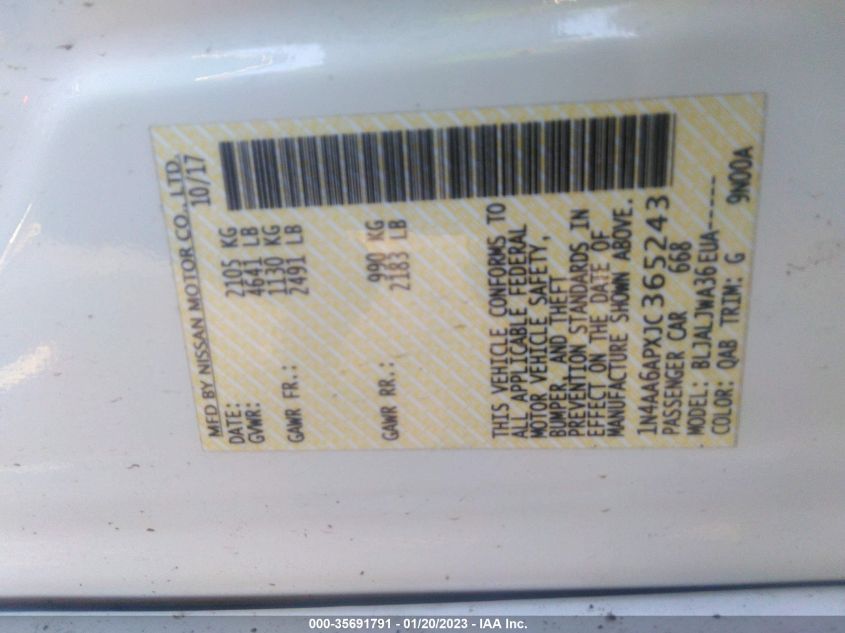 MFD BY NISSAN MOTOR CO., LTD.
DATE: 10/17
GVWR: 2105 KG
4641 LB
GAWR FR.: 1130 KG
2491 LB
GAWR RR.: 990 KG
2183 LB
THIS VEHICLE CONFORMS TO
ALL APPLICABLE FEDERAL
MOTOR VEHICLE SAFETY,
BUMPER, AND THEFT
PREVENTION STANDARDS IN
EFFECT ON THE DATE OF
MANUFACTURE SHOWN ABOVE.
1N4AA6APXJC365243
PASSENGER CAR 668
MODEL: BLJALJWA36EUA------
COLOR: QAB TRIM: G 9N00A
000-35691791 - 01/20/2023 - IAA Inc.